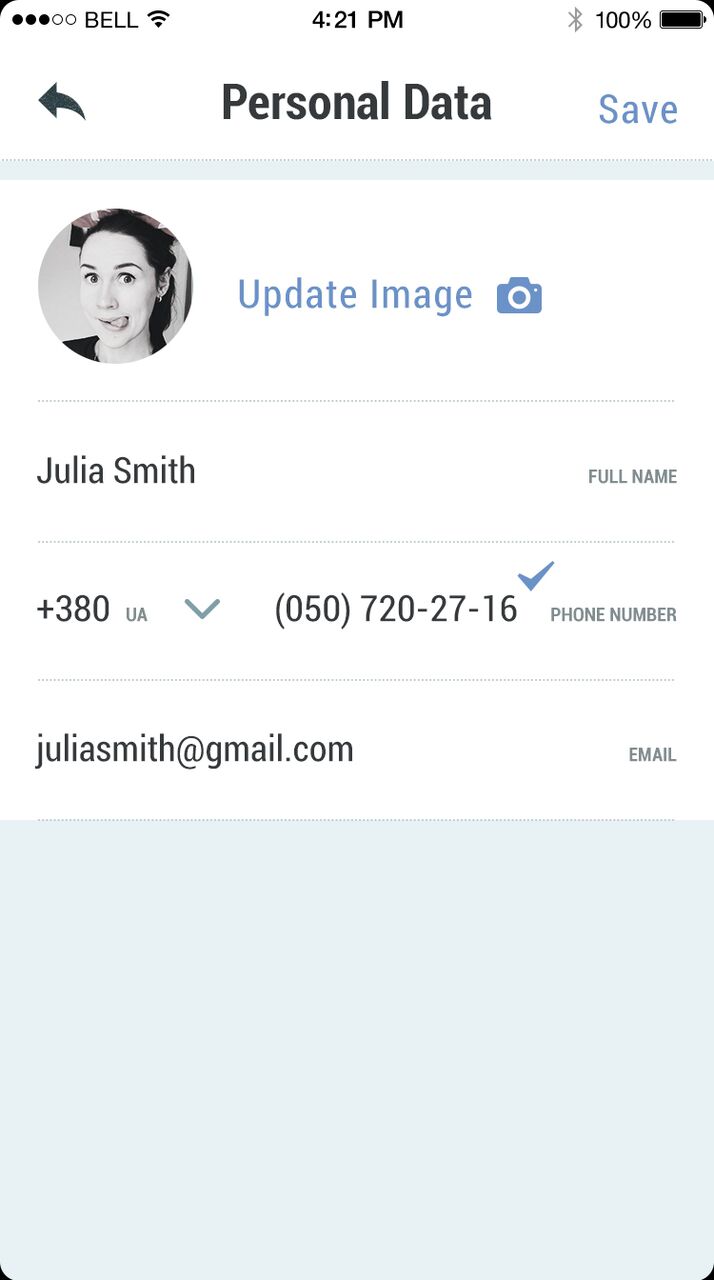 BELL 4:21 PM 100%
Personal Data
Save
Update Image
Julia Smith FULL NAME
+380 UA (050) 720-27-16 PHONE NUMBER
juliasmith@gmail.com EMAIL